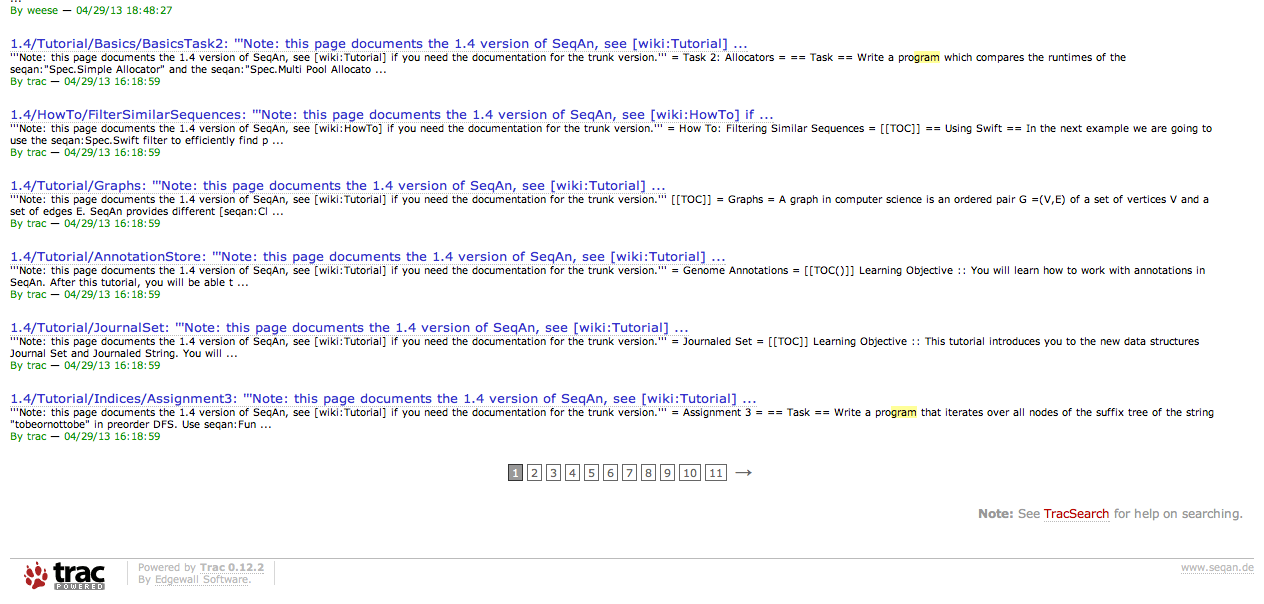 ...
By weese — 04/29/13 18:48:27
1.4/Tutorial/Basics/BasicsTask2: '''Note: this page documents the 1.4 version of SeqAn, see [wiki:Tutorial] ...
'''Note: this page documents the 1.4 version of SeqAn, see [wiki:Tutorial] if you need the documentation for the trunk version.''' = Task 2: Allocators = == Task == Write a program which compares the runtimes of the
seqan:"Spec.Simple Allocator" and the seqan:"Spec.Multi Pool Allocato ...
By trac — 04/29/13 16:18:59
1.4/HowTo/FilterSimilarSequences: '''Note: this page documents the 1.4 version of SeqAn, see [wiki:HowTo] if ...
'''Note: this page documents the 1.4 version of SeqAn, see [wiki:HowTo] if you need the documentation for the trunk version.''' = How To: Filtering Similar Sequences = [[TOC]] == Using Swift == In the next example we are going to
use the seqan:Spec.Swift filter to efficiently find p ...
By trac — 04/29/13 16:18:59
1.4/Tutorial/Graphs: '''Note: this page documents the 1.4 version of SeqAn, see [wiki:Tutorial] ...
'''Note: this page documents the 1.4 version of SeqAn, see [wiki:Tutorial] if you need the documentation for the trunk version.''' [[TOC]] = Graphs = A graph in computer science is an ordered pair G =(V,E) of a set of vertices V and a
set of edges E. SeqAn provides different [seqan:Cl ...
By trac — 04/29/13 16:18:59
1.4/Tutorial/AnnotationStore: '''Note: this page documents the 1.4 version of SeqAn, see [wiki:Tutorial] ...
'''Note: this page documents the 1.4 version of SeqAn, see [wiki:Tutorial] if you need the documentation for the trunk version.''' = Genome Annotations = [[TOC()]] Learning Objective :: You will learn how to work with annotations in
SeqAn. After this tutorial, you will be able t ...
By trac — 04/29/13 16:18:59
1.4/Tutorial/JournalSet: '''Note: this page documents the 1.4 version of SeqAn, see [wiki:Tutorial] ...
'''Note: this page documents the 1.4 version of SeqAn, see [wiki:Tutorial] if you need the documentation for the trunk version.''' = Journaled Set = [[TOC]] Learning Objective :: This tutorial introduces you to the new data structures
Journal Set and Journaled String. You will ...
By trac — 04/29/13 16:18:59
1.4/Tutorial/Indices/Assignment3: '''Note: this page documents the 1.4 version of SeqAn, see [wiki:Tutorial] ...
'''Note: this page documents the 1.4 version of SeqAn, see [wiki:Tutorial] if you need the documentation for the trunk version.''' = Assignment 3 = == Task == Write a program that iterates over all nodes of the suffix tree of the string
"tobeornottobe" in preorder DFS. Use seqan:Fun ...
By trac — 04/29/13 16:18:59
1 2 3 4 5 6 7 8 9 10 11 →
Note: See TracSearch for help on searching.
trac POWERED
Powered by Trac 0.12.2
By Edgewall Software.
www.seqan.de